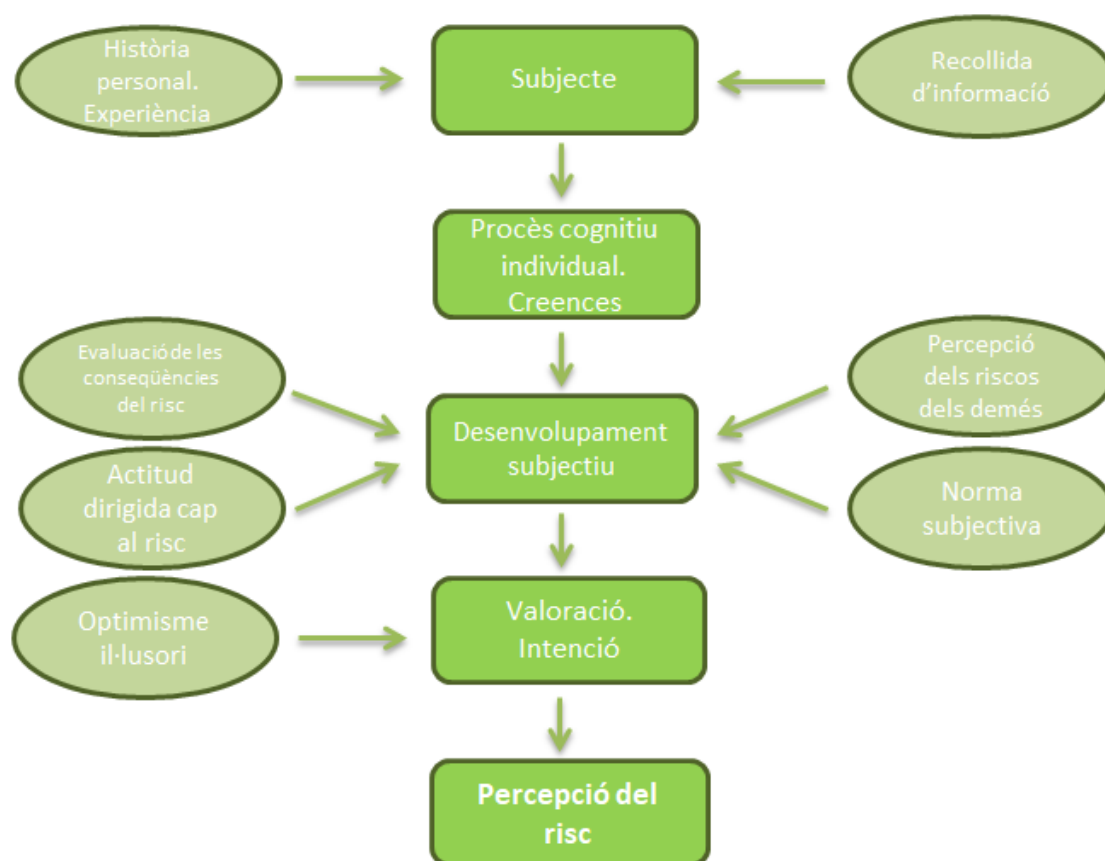 Història
personal.
Experiència
Subjecte
Recollida
d’informacíó
Procès cognitiu
individual.
Creences
Evaluació de les
conseqüències
del risc
Percepció
dels riscos
dels demés
Desenvolupament
subjectiu
Actitud
dirigida cap
al risc
Norma
subjectiva
Optimisme
il·lusori
Valoració.
Intenció
Percepció del
risc